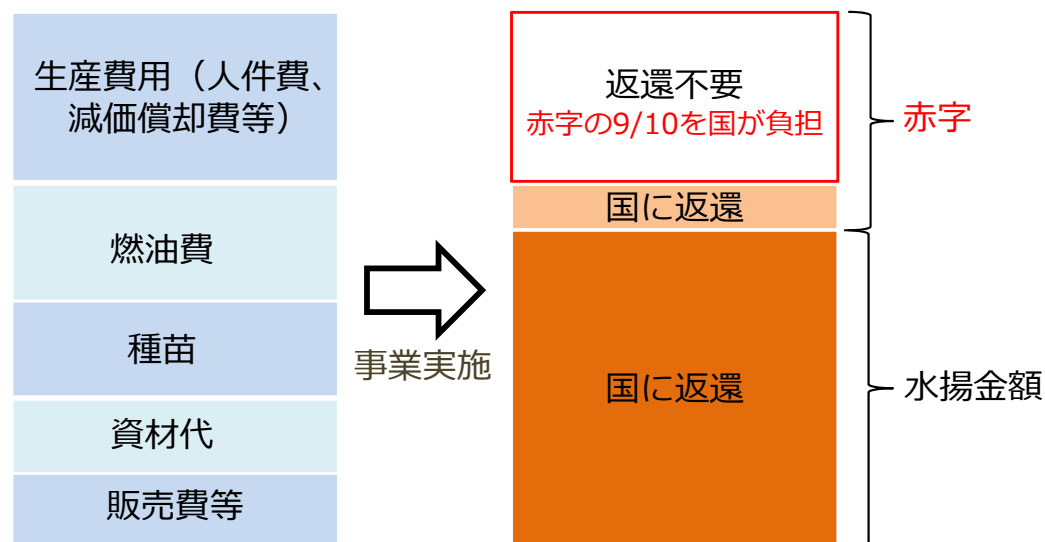 生産費用（人件費、
減価償却費等）
燃油費
種苗
資材代
販売費等
事業実施
返還不要
赤字の9/10を国が負担
国に返還
国に返還
赤字
水揚金額